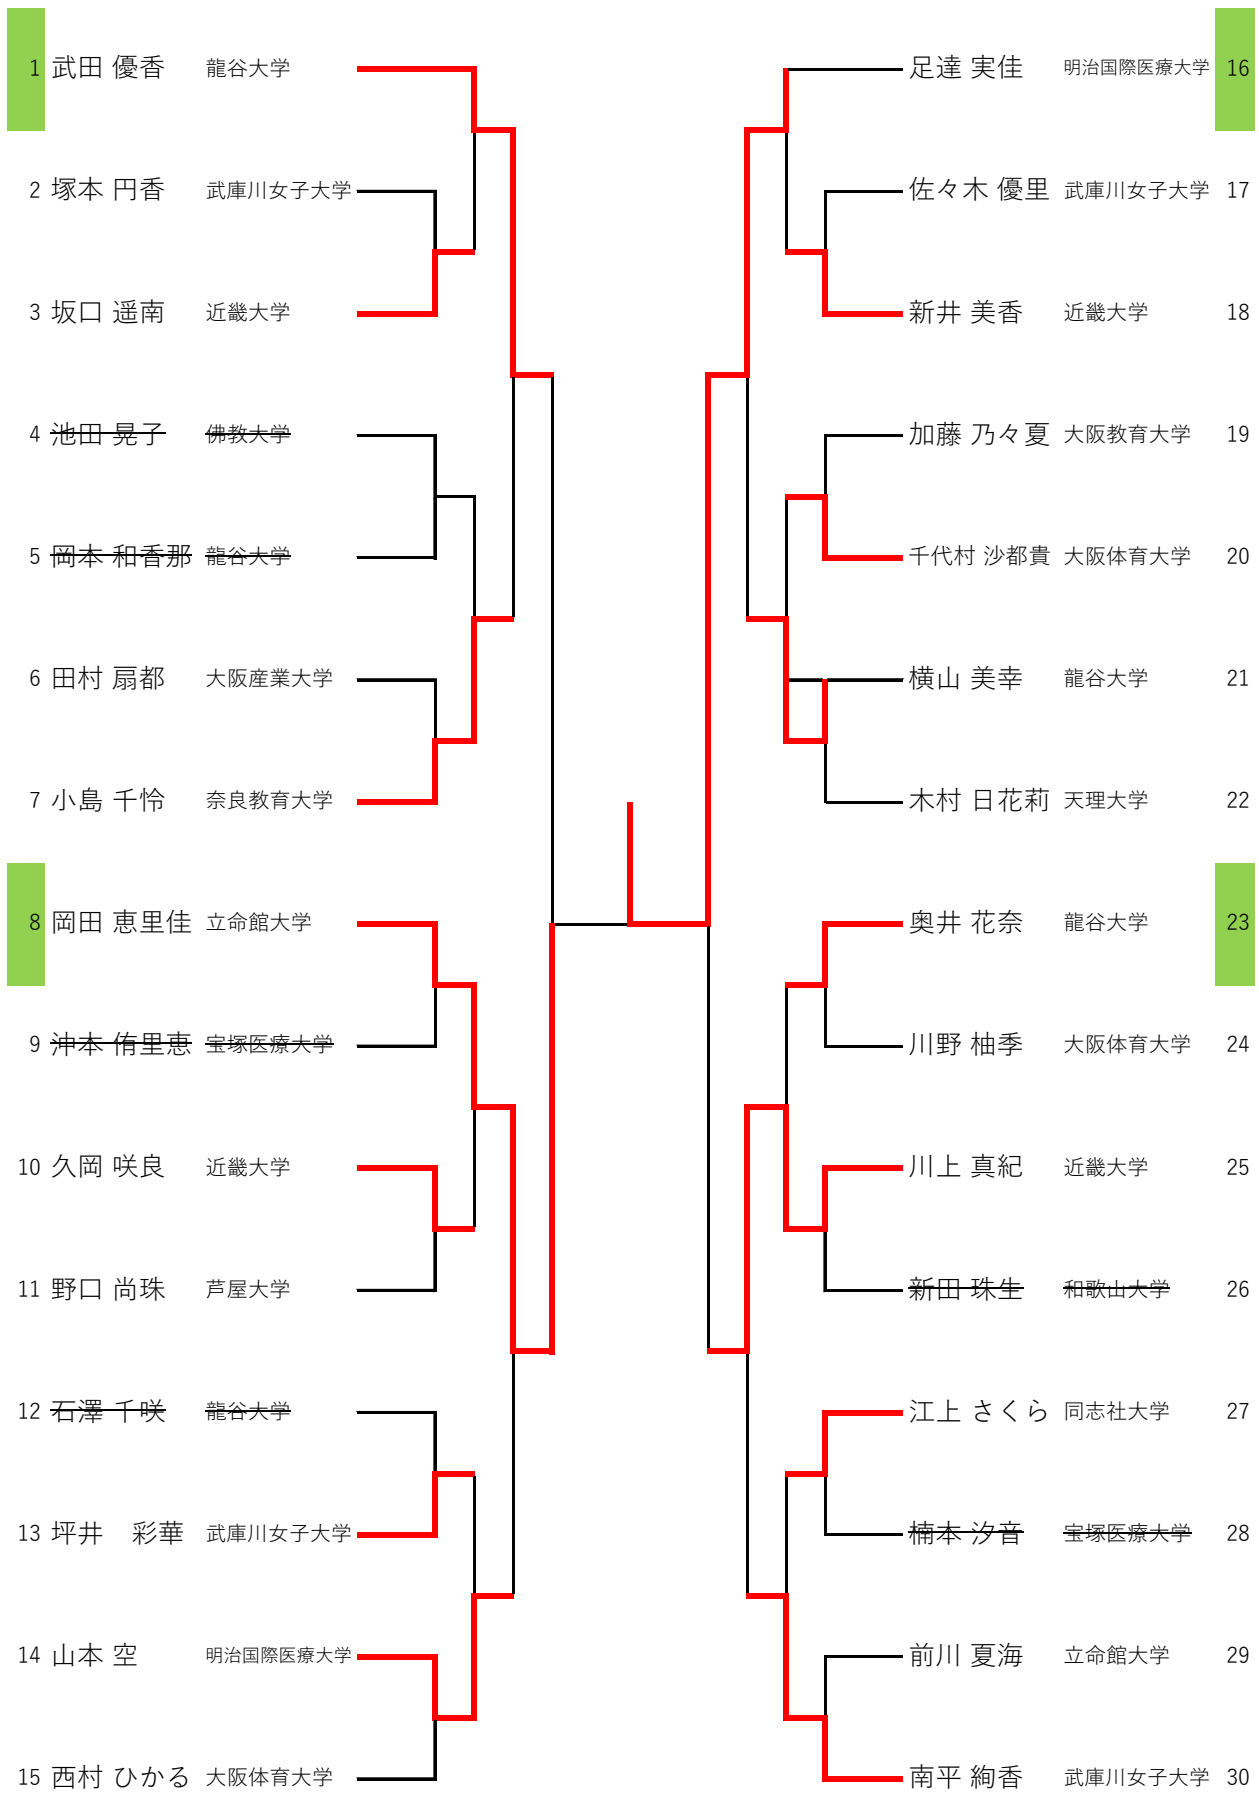 1 武田 優香 龍谷大学
2 塚本 円香 武庫川女子大学
3 坂口 遥南 近畿大学
4 池田 晃子 佛教大学
5 岡本 和香那 龍谷大学
6 田村 扇都 大阪産業大学
7 小島 千怜 奈良教育大学
8 岡田 恵里佳 立命館大学
9 沖本 侑里恵 宝塚医療大学
10 久岡 咲良 近畿大学
11 野口 尚珠 芦屋大学
12 石澤 千咲 龍谷大学
13 坪井　彩華 武庫川女子大学
14 山本 空 明治国際医療大学
15 西村 ひかる 大阪体育大学
足達 実佳 明治国際医療大学 16
佐々木 優里 武庫川女子大学 17
新井 美香 近畿大学 18
加藤 乃々夏 大阪教育大学 19
千代村 沙都貴 大阪体育大学 20
横山 美幸 龍谷大学 21
木村 日花莉 天理大学 22
奥井 花奈 龍谷大学 23
川野 柚季 大阪体育大学 24
川上 真紀 近畿大学 25
新田 珠生 和歌山大学 26
江上 さくら 同志社大学 27
楠本 汐音 宝塚医療大学 28
前川 夏海 立命館大学 29
南平 絢香 武庫川女子大学 30